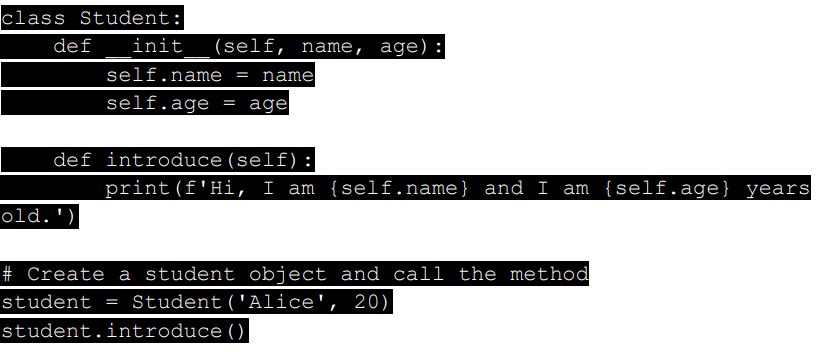 class Student:
    def __init__(self, name, age):
        self.name = name
        self.age = age

    def introduce(self):
        print(f'Hi, I am {self.name} and I am {self.age} years
old.')

# Create a student object and call the method
student = Student('Alice', 20)
student.introduce()